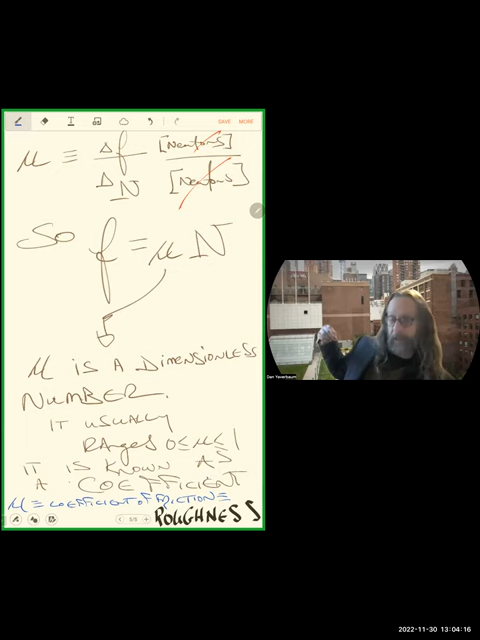 SAVE MORE
μ ≡ Δf/ΔN [Newtons]/[Newtons]
So f = μN
μ IS A DIMENSIONLESS
NUMBER.
IT USUALLY
RANGES 0≤μ≤1
IT IS KNOWN AS
A COEFFICIENT
μ ≡ COEFFICIENT OF FRICTION ≡
ROUGHNESS
Dan Yaverbaum
2022-11-30 13:04:16